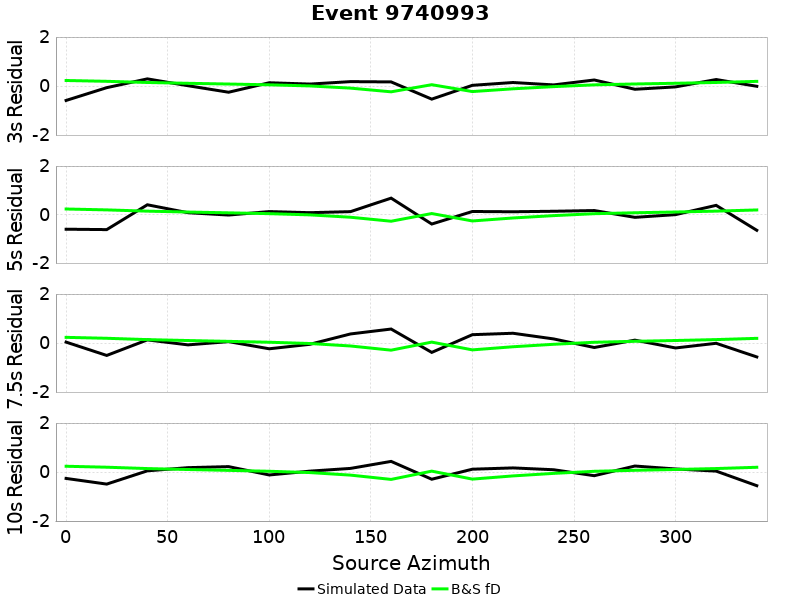 Event 9740993
3s Residual
2
0
-2
5s Residual
2
0
-2
7.5s Residual
2
0
-2
10s Residual
2
0
-2
0 50 100 150 200 250 300
Source Azimuth
Simulated Data B&S fD